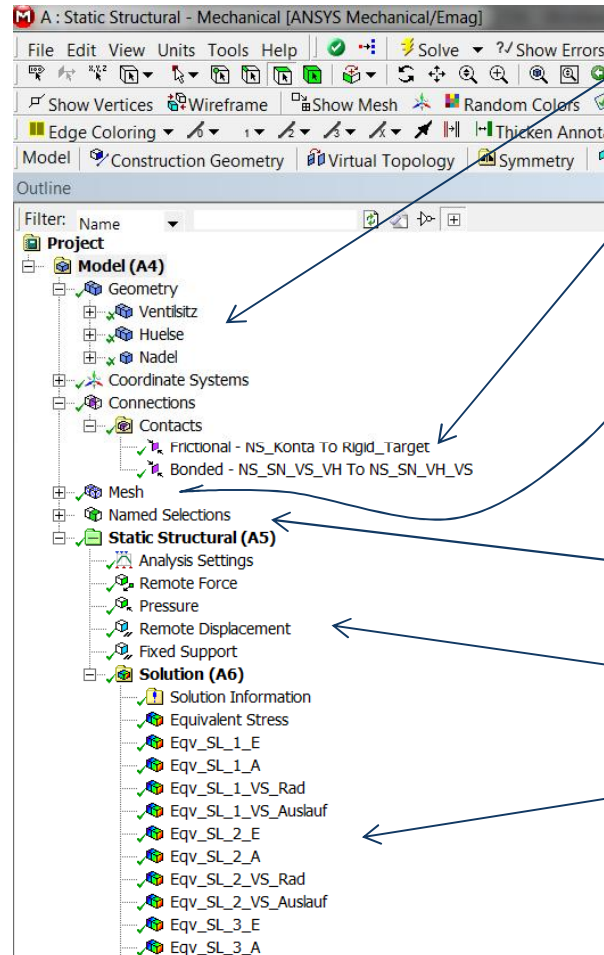 A : Static Structural - Mechanical [ANSYS Mechanical/Emag]
File Edit View Units Tools Help Solve ?✓ Show Errors
Show Vertices Wireframe Show Mesh Random Colors
Edge Coloring Thicken Annot
Model Construction Geometry Virtual Topology Symmetry
Outline
Filter: Name
Project
Model (A4)
Geometry
Ventilsitz
Huelse
Nadel
Coordinate Systems
Connections
Contacts
Frictional - NS_Konta To Rigid_Target
Bonded - NS_SN_VS_VH To NS_SN_VH_VS
Mesh
Named Selections
Static Structural (A5)
Analysis Settings
Remote Force
Pressure
Remote Displacement
Fixed Support
Solution (A6)
Solution Information
Equivalent Stress
Eqv_SL_1_E
Eqv_SL_1_A
Eqv_SL_1_VS_Rad
Eqv_SL_1_VS_Auslauf
Eqv_SL_2_E
Eqv_SL_2_A
Eqv_SL_2_VS_Rad
Eqv_SL_2_VS_Auslauf
Eqv_SL_3_E
Eqv_SL_3_A